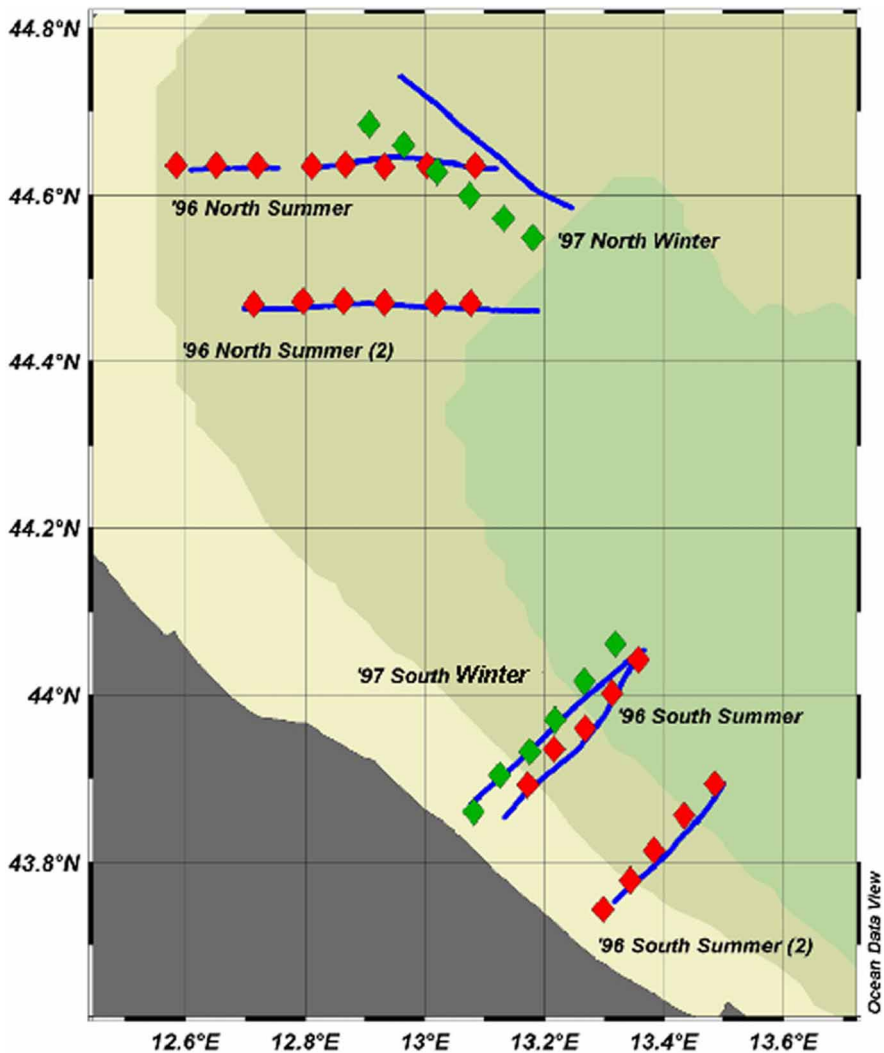 44.8°N
'96 North Summer
44.6°N
'97 North Winter
'96 North Summer (2)
44.4°N
44.2°N
'97 South Winter
44°N
'96 South Summer
43.8°N
'96 South Summer (2)
Ocean Data View
12.6°E 12.8°E 13°E 13.2°E 13.4°E 13.6°E